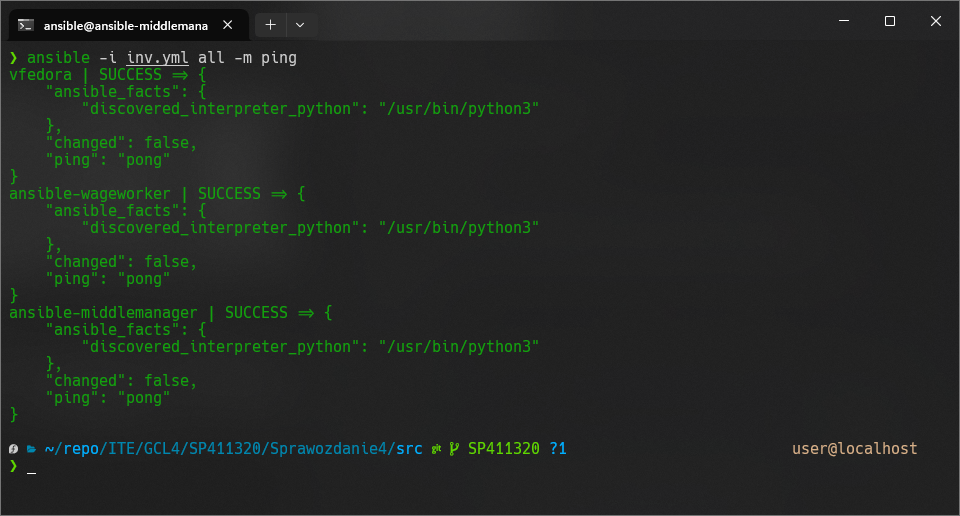 ansible@ansible-middlemana
❯ ansible -i inv.yml all -m ping
vfedora | SUCCESS => {
    "ansible_facts": {
        "discovered_interpreter_python": "/usr/bin/python3"
    },
    "changed": false,
    "ping": "pong"
}
ansible-wageworker | SUCCESS => {
    "ansible_facts": {
        "discovered_interpreter_python": "/usr/bin/python3"
    },
    "changed": false,
    "ping": "pong"
}
ansible-middlemanager | SUCCESS => {
    "ansible_facts": {
        "discovered_interpreter_python": "/usr/bin/python3"
    },
    "changed": false,
    "ping": "pong"
}
~/repo/ITE/GCL4/SP411320/Sprawozdanie4/src git SP411320 ?1 user@localhost
❯ _